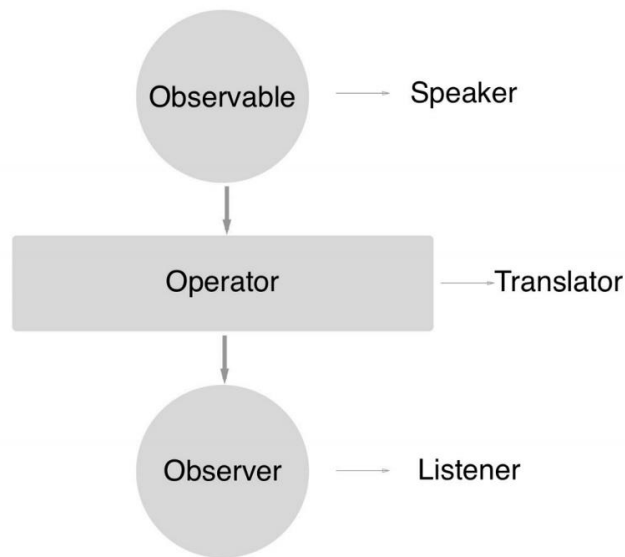 Observable
Speaker
Operator
Translator
Observer
Listener